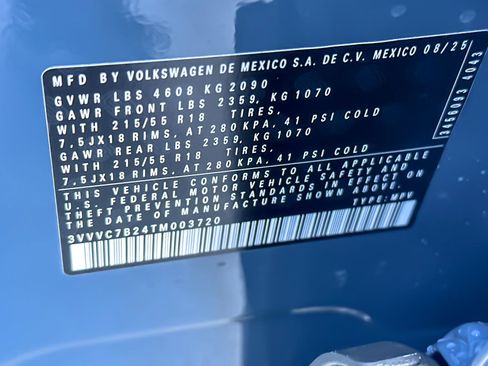 MFD BY VOLKSWAGEN DE MEXICO S.A. DE C.V. MEXICO 08/25
GVWR LBS 4608 KG 2090
GAWR FRONT LBS 2359, KG 1070
WITH 215/55 R18 TIRES,
7.5JX18 RIMS, AT 280KPA, 41 PSI COLD
GAWR REAR LBS 2359, KG 1070
WITH 215/55 R18 TIRES,
7.5JX18 RIMS, AT 280KPA, 41 PSI COLD
THIS VEHICLE CONFORMS TO ALL APPLICABLE
U.S. FEDERAL MOTOR VEHICLE SAFETY AND
THEFT PREVENTION STANDARDS IN EFFECT ON
THE DATE OF MANUFACTURE SHOWN ABOVE.
3VVVC7B24TM003720 TYPE: MPV